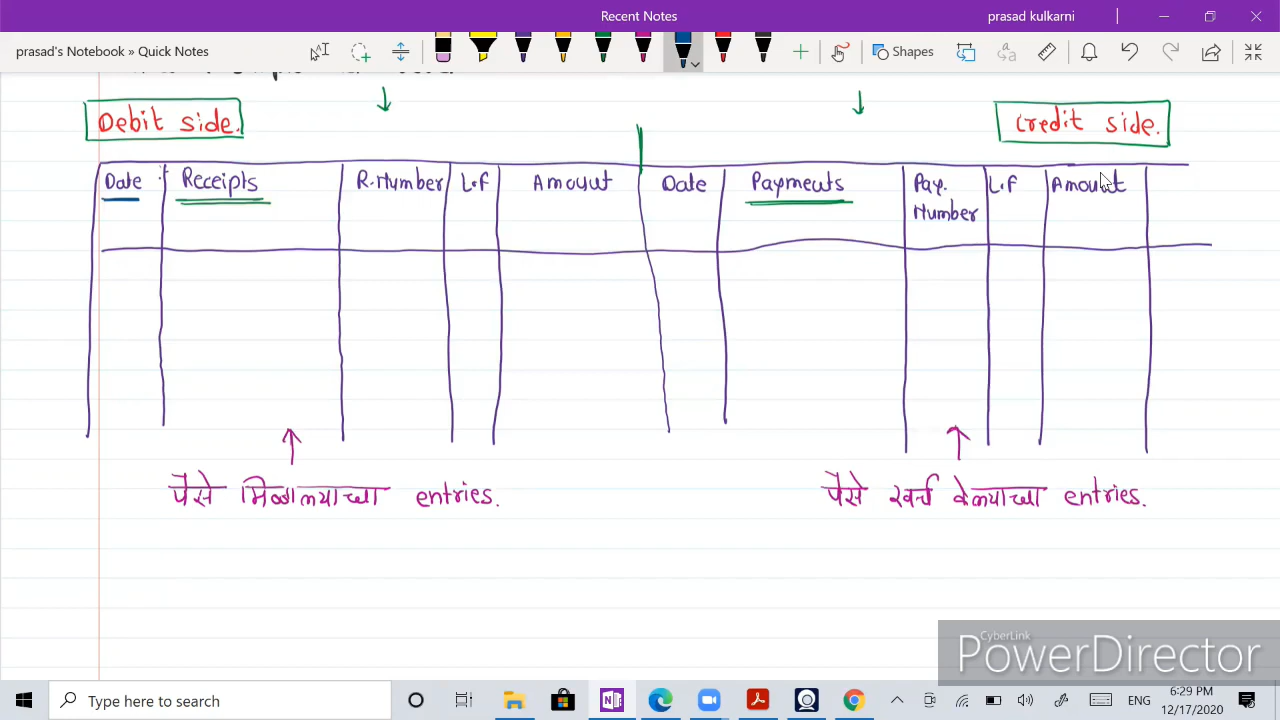 Recent Notes
prasad kulkarni
prasad's Notebook » Quick Notes
Shapes
Debit side.
Credit side.
Date Receipts R.Number L.F Amount Date Payments Pay. Number L.F Amount
पैसे मिळाल्याच्या entries.
पैसे खर्च केल्याच्या entries.
CyberLink
PowerDirector
Type here to search
6:29 PM
12/17/2020